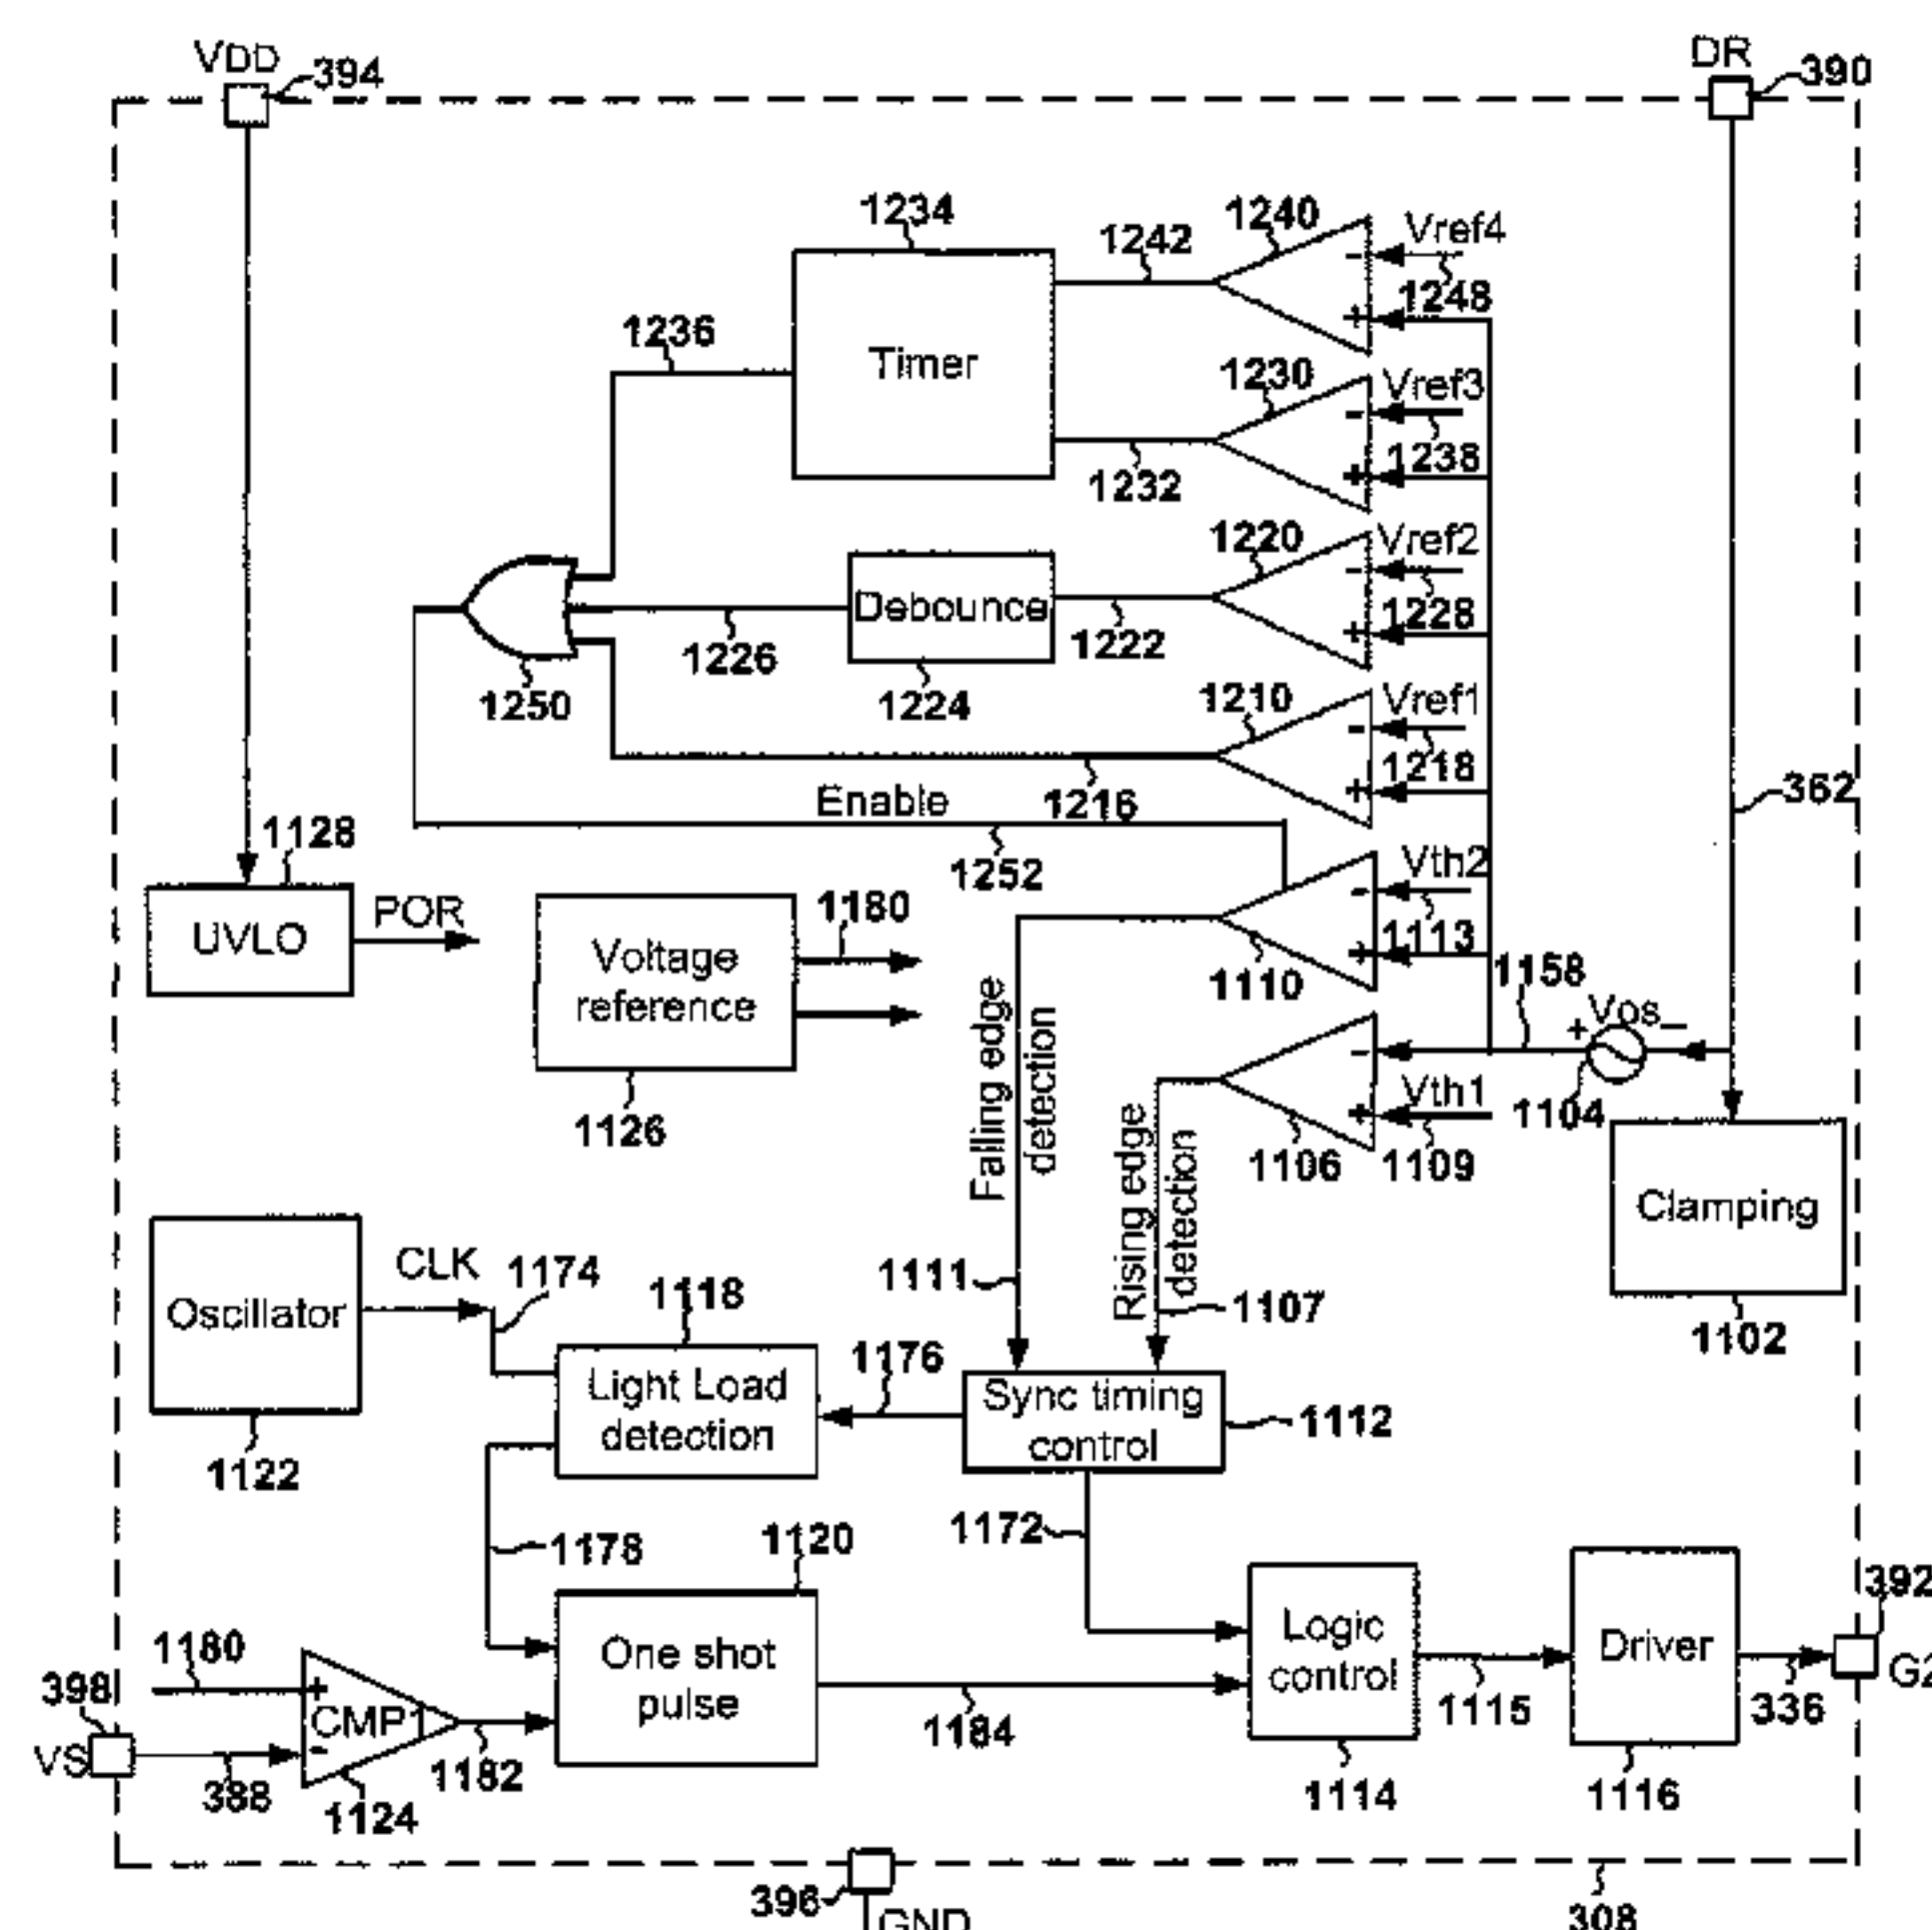 VDD
394
DR
390
1234
1242
1240
Vref4
1248
1236
Timer
1230
Vref3
1238
1232
1220
Vref2
1228
Debounce
1222
1226
1250
1224
1210
Vref1
1218
Enable
1216
362
1252
1128
UVLO
POR
Voltage
reference
1180
1126
Vth2
1113
1110
1158
+ Vos_
Vth1
1104
1106
1109
Falling edge
detection
Rising edge
detection
Clamping
1102
Oscillator
CLK
1174
1122
1118
Light Load
detection
1176
1111
1107
Sync timing
control
1112
1178
1120
1172
One shot
pulse
Logic
control
Driver
392
G2
1180
398
VS
388
CMP1
1124
1182
1184
1115
336
1114
1116
396
GND
308